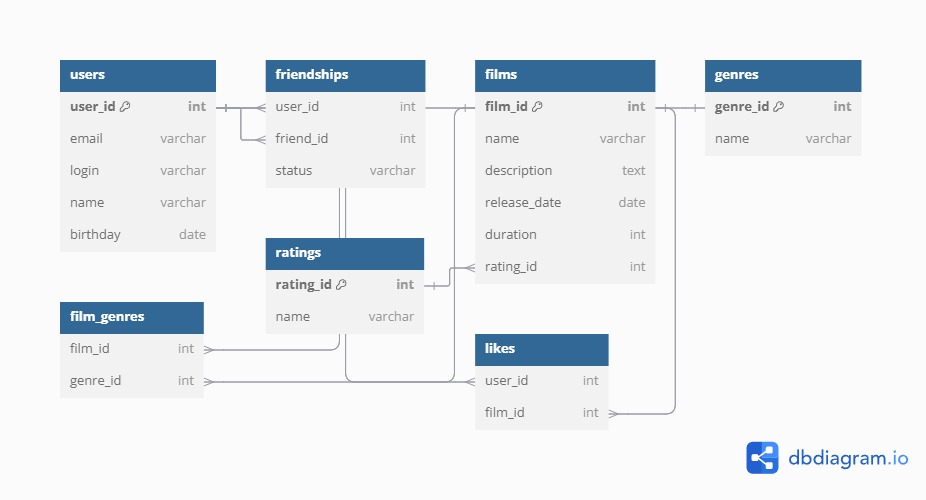 users
user_id int
email varchar
login varchar
name varchar
birthday date
friendships
user_id int
friend_id int
status varchar
films
film_id int
name varchar
description text
release_date date
duration int
rating_id int
genres
genre_id int
name varchar
ratings
rating_id int
name varchar
film_genres
film_id int
genre_id int
likes
user_id int
film_id int
dbdiagram.io